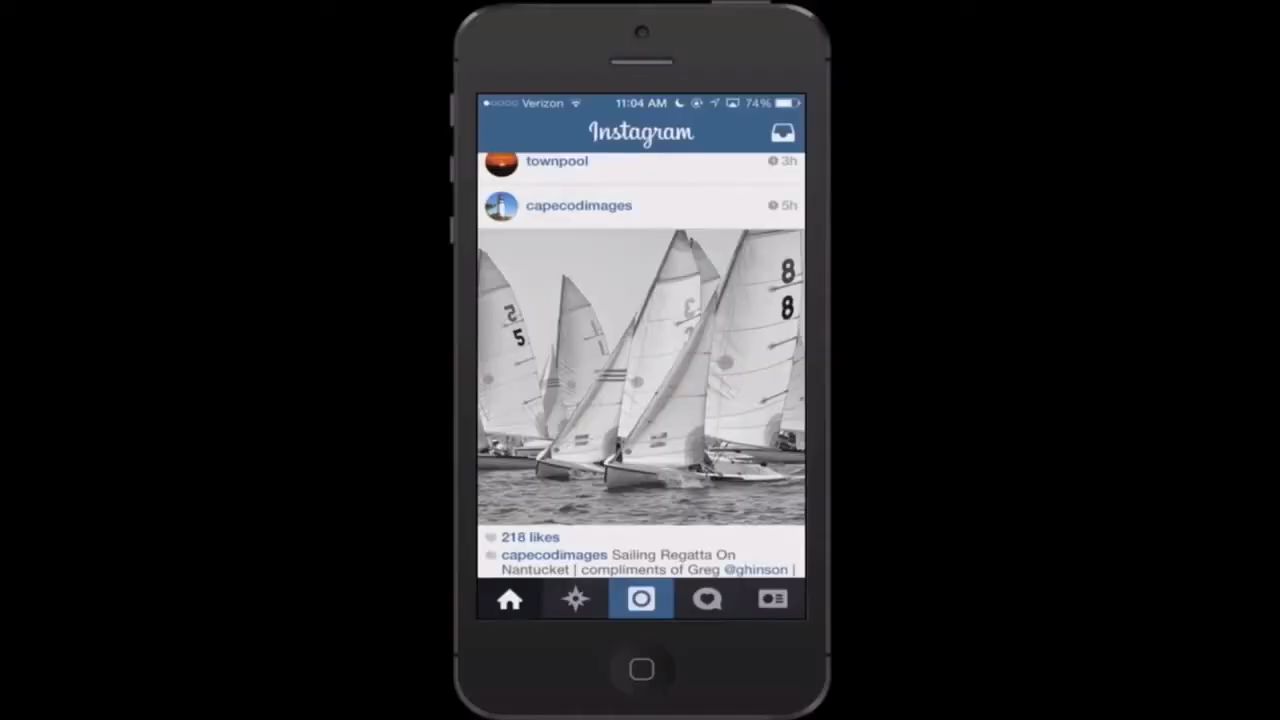 Verizon 11:04 AM 74%
Instagram
townpool 3h
capecodimages 5h
8
8
5
5.
218 likes
capecodimages Sailing Regatta On
Nantucket | compliments of Greg @ghinson |